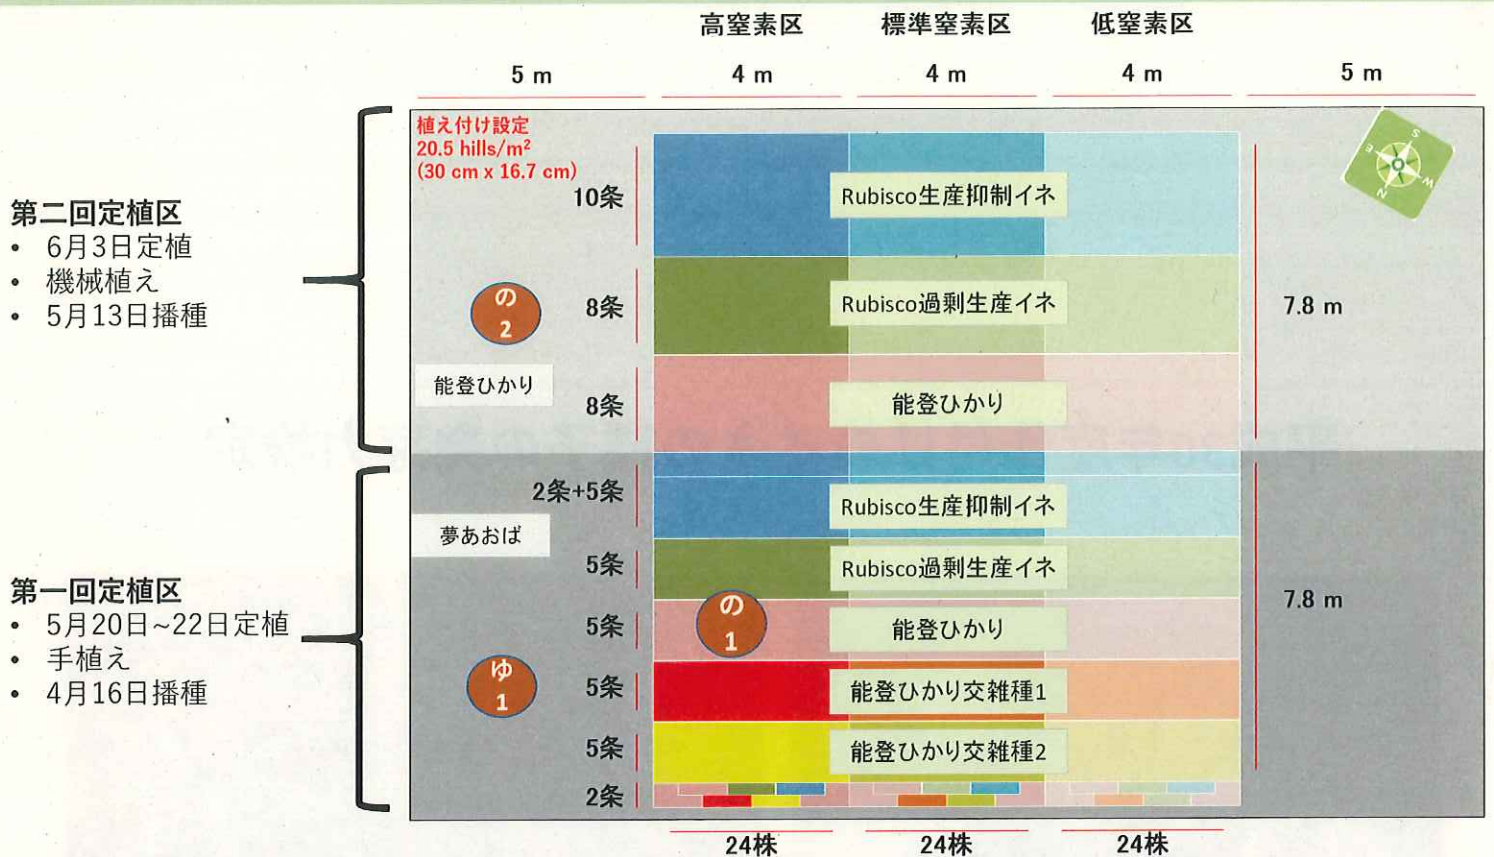 高窒素区 標準窒素区 低窒素区
5 m 4 m 4 m 4 m 5 m
植え付け設定
20.5 hills/m²
(30 cm x 16.7 cm)
第二回定植区
• 6月3日定植
• 機械植え
• 5月13日播種
10条 Rubisco生産抑制イネ
の
2
8条 Rubisco過剰生産イネ
7.8 m
能登ひかり
8条 能登ひかり
S
E
W
N
第一回定植区
• 5月20日~22日定植
• 手植え
• 4月16日播種
2条+5条 Rubisco生産抑制イネ
夢あおば
5条 Rubisco過剰生産イネ
の
1
5条 能登ひかり
7.8 m
ゆ
1
5条 能登ひかり交雑種1
5条 能登ひかり交雑種2
2条
24株 24株 24株